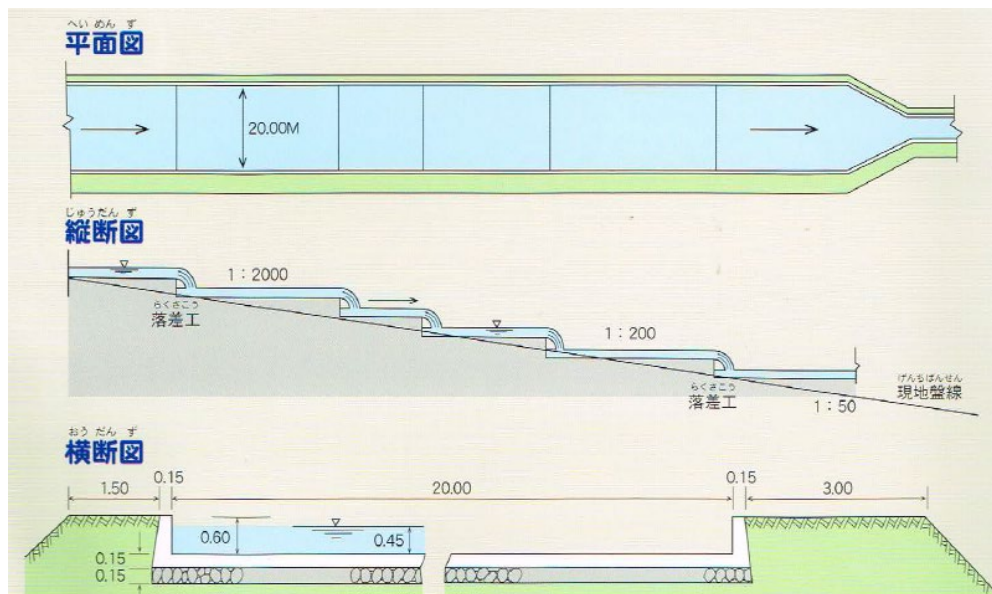 へいめんず
平面図
20.00M
じゅうだんず
縦断図
1：2000
らくさこう
落差工
1：200
らくさこう
落差工
げんちばんせん
現地盤線
1：50
おうだんず
横断図
0.15
0.15
1.50
20.00
3.00
0.60
0.45
0.15
0.15